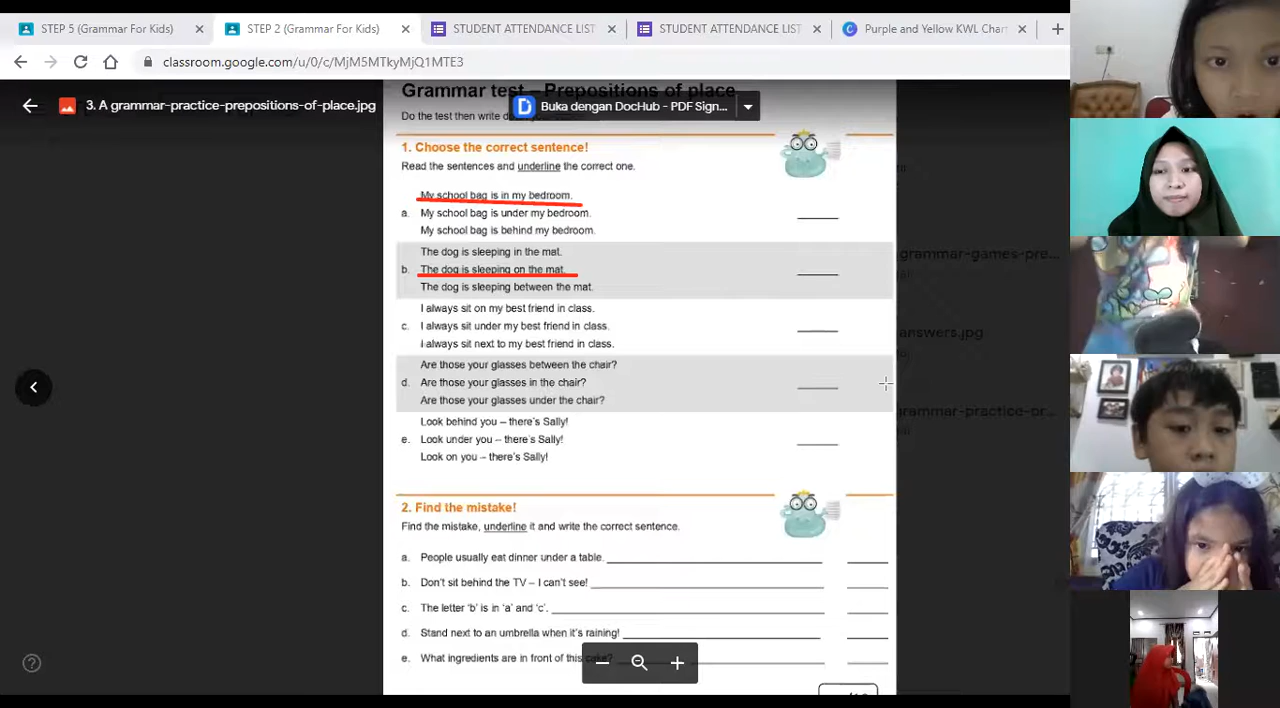 STEP 5 (Grammar For Kids)
STEP 2 (Grammar For Kids)
STUDENT ATTENDANCE LIST
STUDENT ATTENDANCE LIST
Purple and Yellow KWL Chart
classroom.google.com/u/0/c/MjM5MTkyMjQ1MTE3
3. A grammar-practice-prepositions-of-place.jpg
Buka dengan DocHub - PDF Sign...
Grammar test – Prepositions of place
Do the test then write
1. Choose the correct sentence!
Read the sentences and underline the correct one.
My school bag is in my bedroom.
a. My school bag is under my bedroom.
My school bag is behind my bedroom.
The dog is sleeping in the mat.
b. The dog is sleeping on the mat.
The dog is sleeping between the mat.
I always sit on my best friend in class.
c. I always sit under my best friend in class.
I always sit next to my best friend in class.
Are those your glasses between the chair?
d. Are those your glasses in the chair?
Are those your glasses under the chair?
Look behind you – there's Sally!
e. Look under you – there's Sally!
Look on you – there's Sally!
2. Find the mistake!
Find the mistake, underline it and write the correct sentence.
a. People usually eat dinner under a table.
b. Don't sit behind the TV – I can't see!
c. The letter 'b' is in 'a' and 'c'.
d. Stand next to an umbrella when it's raining!
e. What ingredients are in front of this cake?
grammar-games-pre...
answers.jpg
grammar-practice-pr...